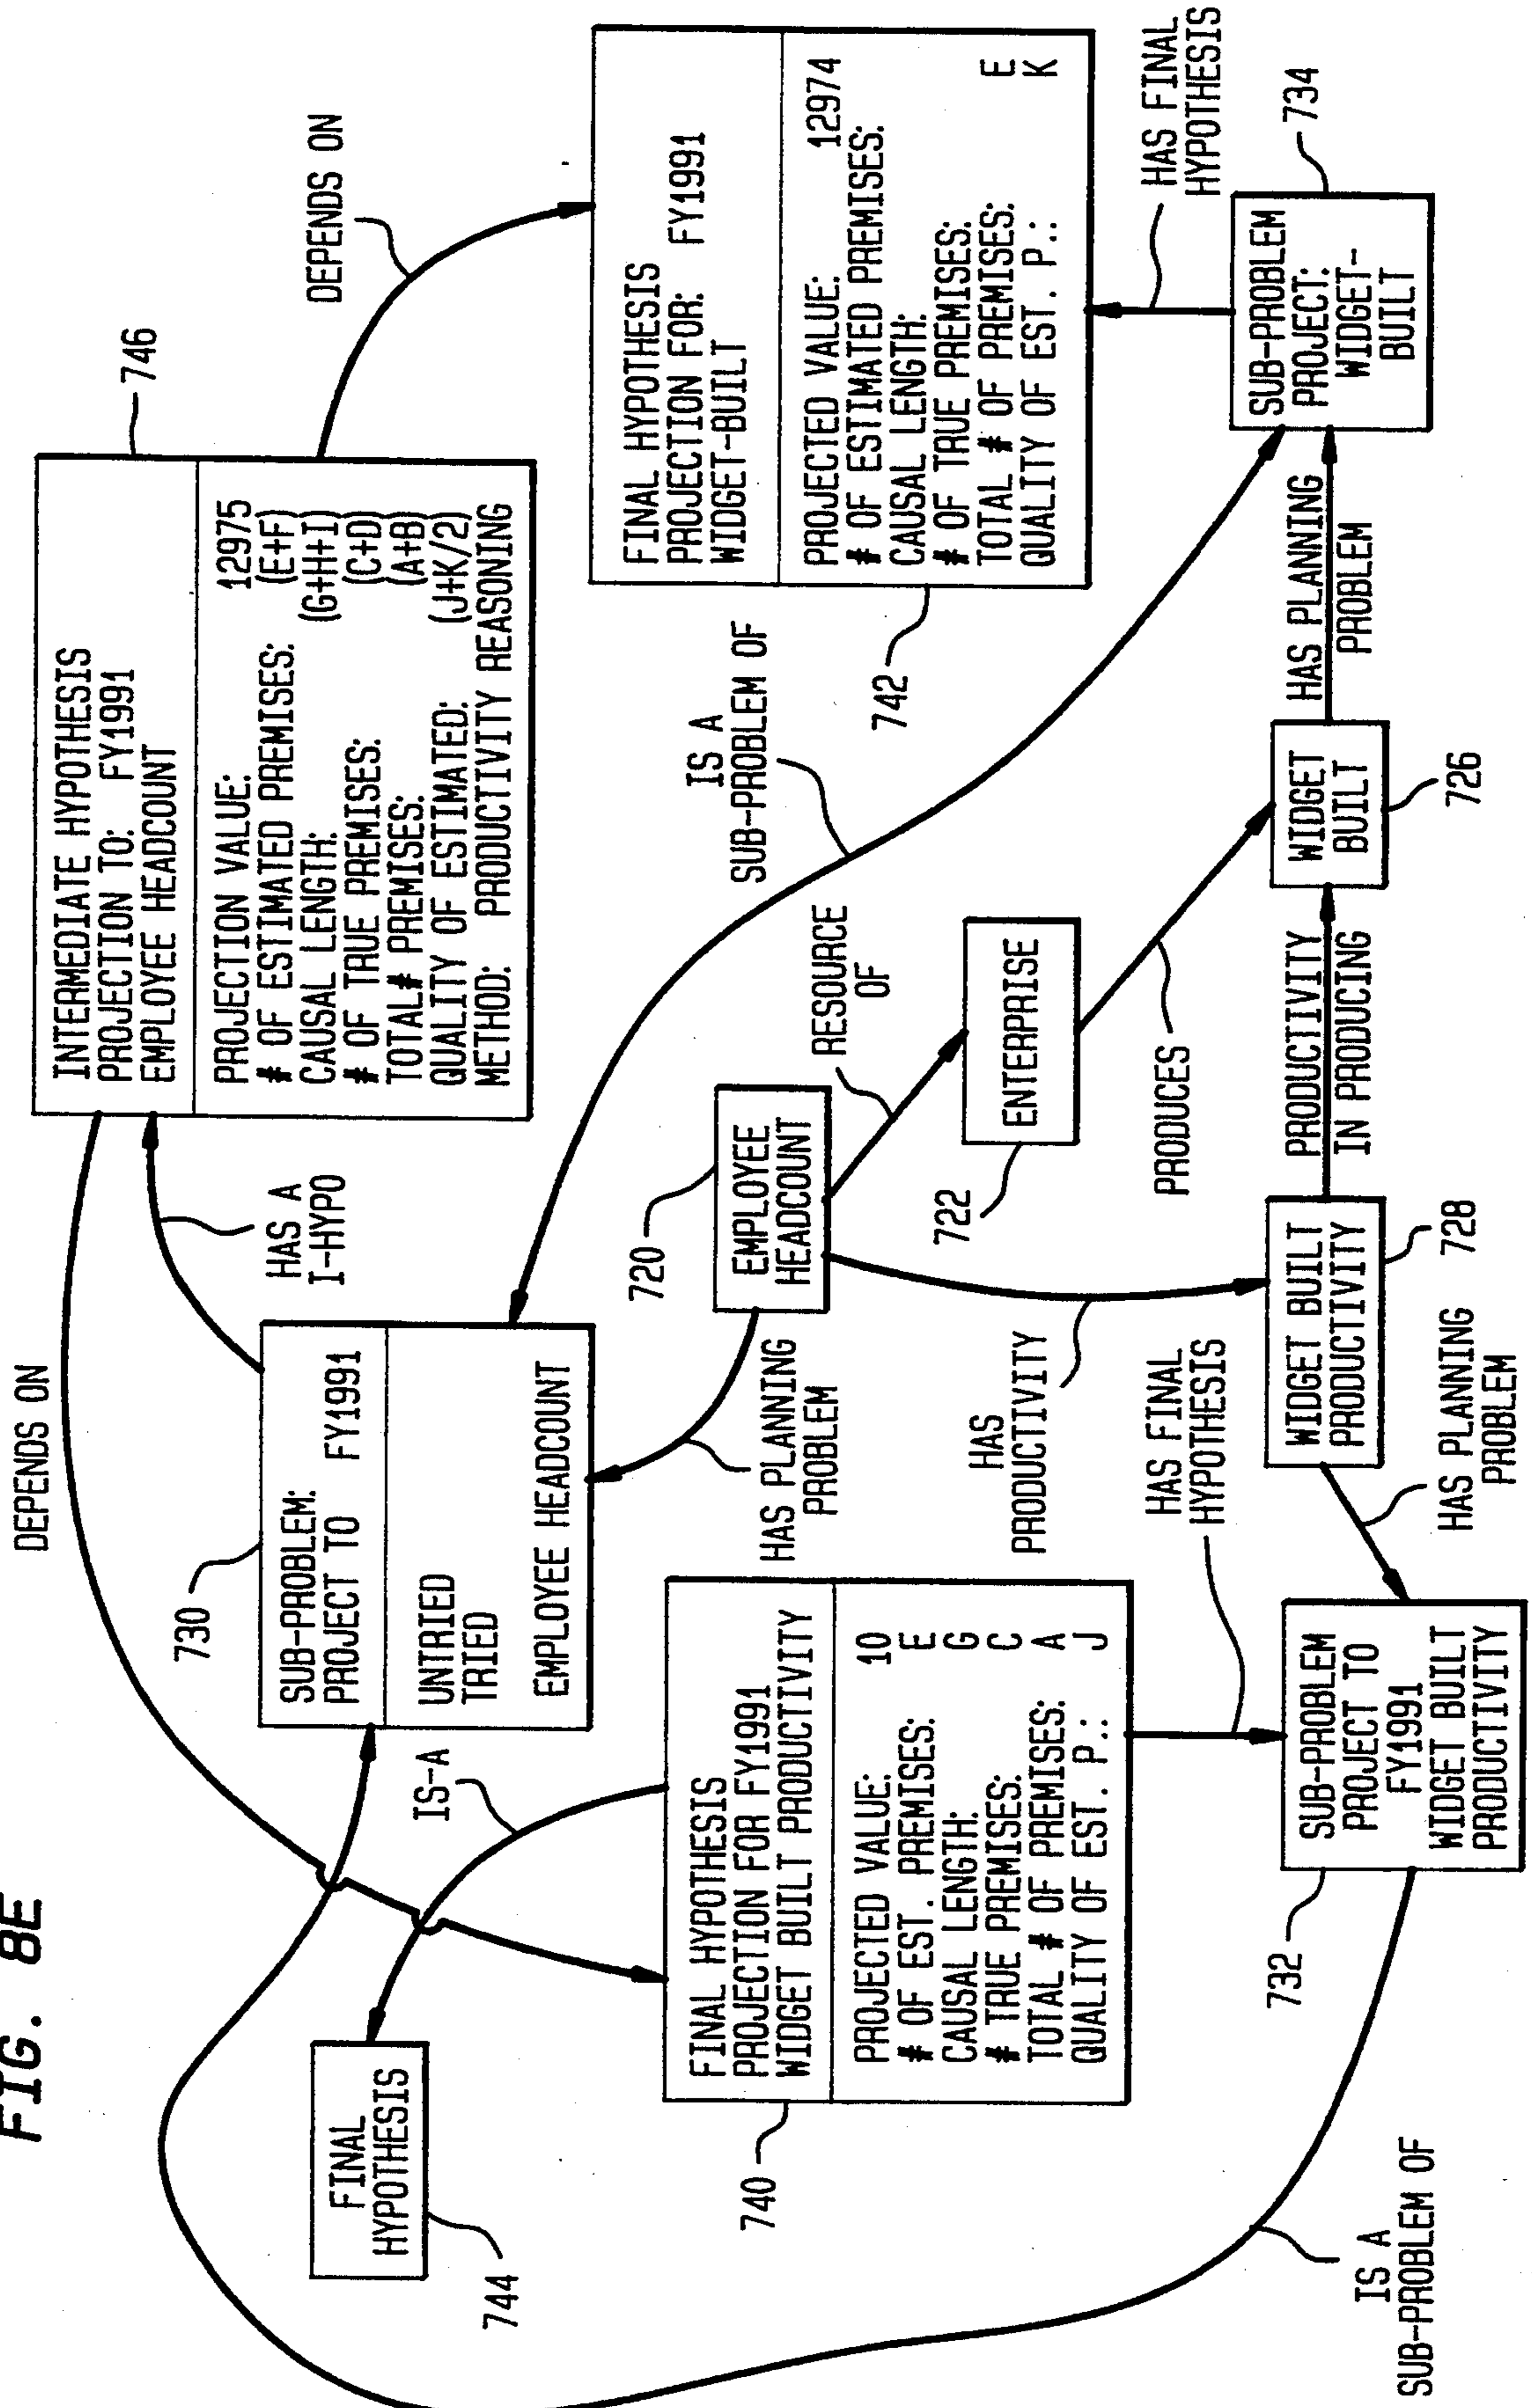 FIG. 8E
DEPENDS ON
746
INTERMEDIATE HYPOTHESIS
PROJECTION TO: FY1991
EMPLOYEE HEADCOUNT
PROJECTION VALUE: 12975
# OF ESTIMATED PREMISES: (E+F)
CAUSAL LENGTH: (G+H+I)
# OF TRUE PREMISES: (C+D)
TOTAL# PREMISES: (A+B)
QUALITY OF ESTIMATED: (J+K/2)
METHOD: PRODUCTIVITY REASONING
DEPENDS ON
HAS A
I-HYPO
730
SUB-PROBLEM:
PROJECT TO FY1991
UNTRIED
TRIED
EMPLOYEE HEADCOUNT
744
FINAL
HYPOTHESIS
IS-A
740
FINAL HYPOTHESIS
PROJECTION FOR FY1991
WIDGET BUILT PRODUCTIVITY
PROJECTED VALUE: 10
# OF EST. PREMISES: E
CAUSAL LENGTH: G
# TRUE PREMISES: C
TOTAL # OF PREMISES: A
QUALITY OF EST. P.: J
HAS PLANNING
PROBLEM
720
EMPLOYEE
HEADCOUNT
RESOURCE
OF
IS A
SUB-PROBLEM OF
742
FINAL HYPOTHESIS
PROJECTION FOR: FY1991
WIDGET-BUILT
PROJECTED VALUE: 12974
# OF ESTIMATED PREMISES:
CAUSAL LENGTH:
# OF TRUE PREMISES:
TOTAL # OF PREMISES: E
QUALITY OF EST. P.: K
722
ENTERPRISE
PRODUCES
HAS
PRODUCTIVITY
HAS FINAL
HYPOTHESIS
HAS FINAL
HYPOTHESIS
732
SUB-PROBLEM
PROJECT TO
FY1991
WIDGET BUILT
PRODUCTIVITY
HAS PLANNING
PROBLEM
WIDGET BUILT
PRODUCTIVITY
728
PRODUCTIVITY
IN PRODUCING
WIDGET
BUILT
726
HAS PLANNING
PROBLEM
SUB-PROBLEM
PROJECT:
WIDGET-
BUILT
734
IS A
SUB-PROBLEM OF